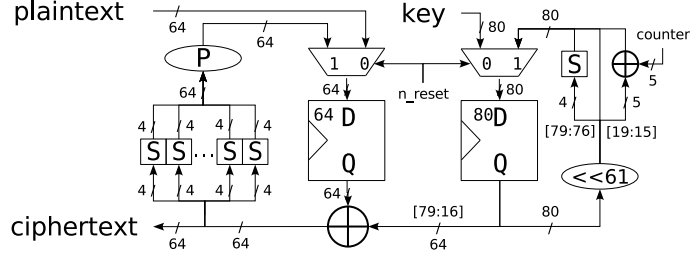 plaintext
64
key
80
80
counter
64
P
1 0
0 1
S
5
64
64
80
n_reset
4
5
[79:76]
[19:15]
64 D
80 D
4
4
4
4
S S ... S S
Q
Q
<<61
4
4
4
4
64
[79:16]
80
ciphertext
64
64
64